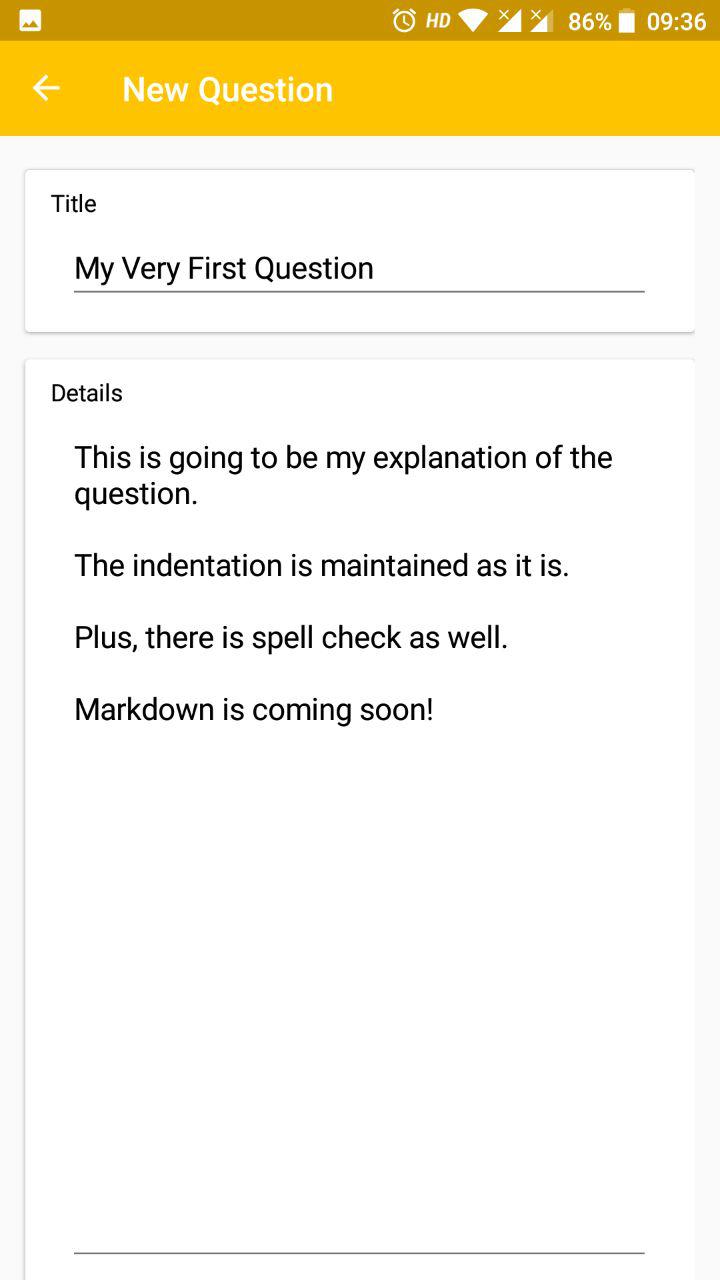 HD 86% 09:36
New Question
Title
My Very First Question
Details
This is going to be my explanation of the
question.
The indentation is maintained as it is.
Plus, there is spell check as well.
Markdown is coming soon!